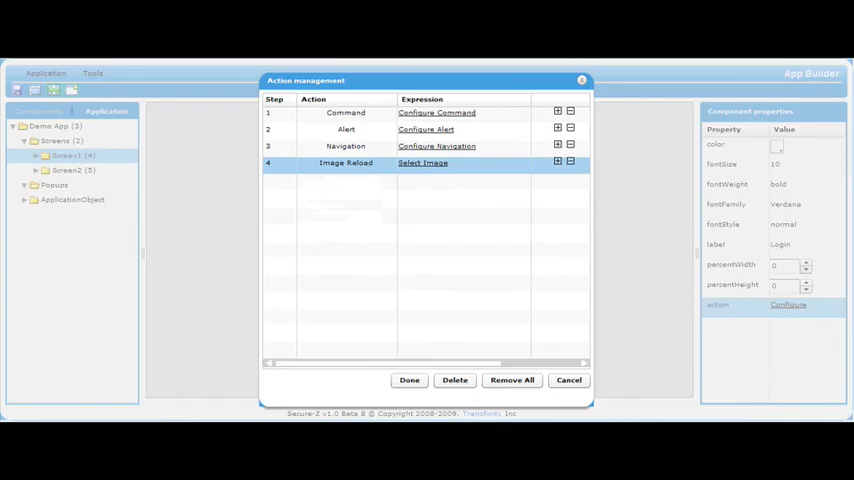 Action management
x
Application Tools
App Builder
Components | Application
Component properties
Step Action Expression
Property Value
1 Command Configure Command
2 Alert Configure Alert
3 Navigation Configure Navigation
4 Image Reload Select Image
Demo App (3)
Screens (2)
Screen1 (4)
Screen2 (5)
Popups
ApplicationObject
color
fontSize 10
fontWeight bold
fontFamily Verdana
fontStyle normal
label Login
percentWidth 0
percentHeight 0
action Configure
Done Delete Remove All Cancel
Secure-Z v1.0 Beta 8 © Copyright 2008-2009. Tranzfinity Inc